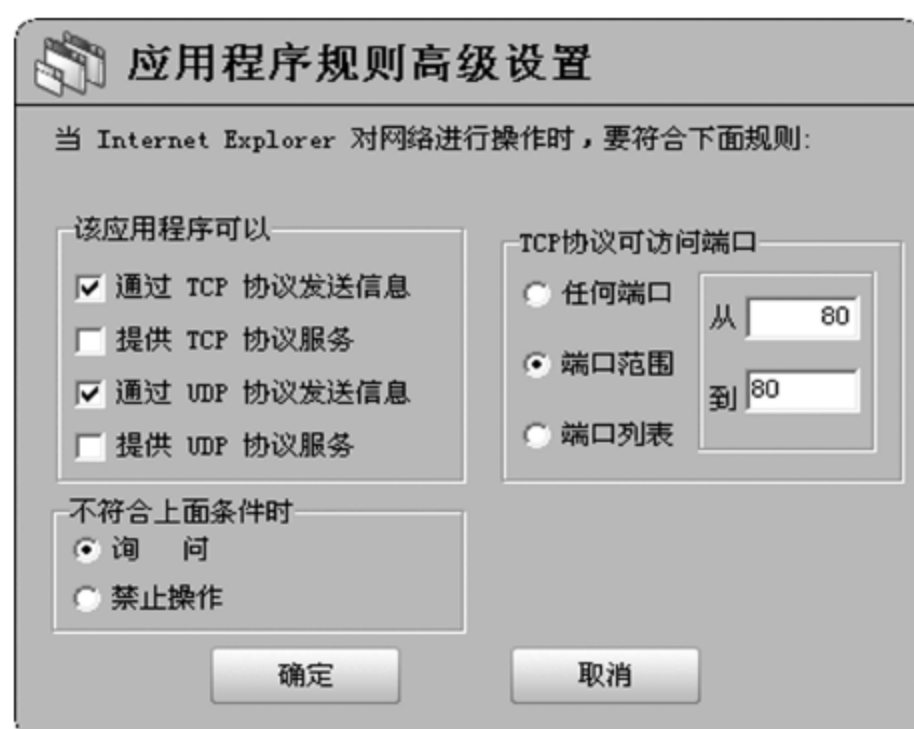 应用程序规则高级设置
当 Internet Explorer 对网络进行操作时，要符合下面规则:
该应用程序可以
通过 TCP 协议发送信息
提供 TCP 协议服务
通过 UDP 协议发送信息
提供 UDP 协议服务
TCP协议可访问端口
任何端口
端口范围
端口列表
从 80
到 80
不符合上面条件时
询 问
禁止操作
确定
取消